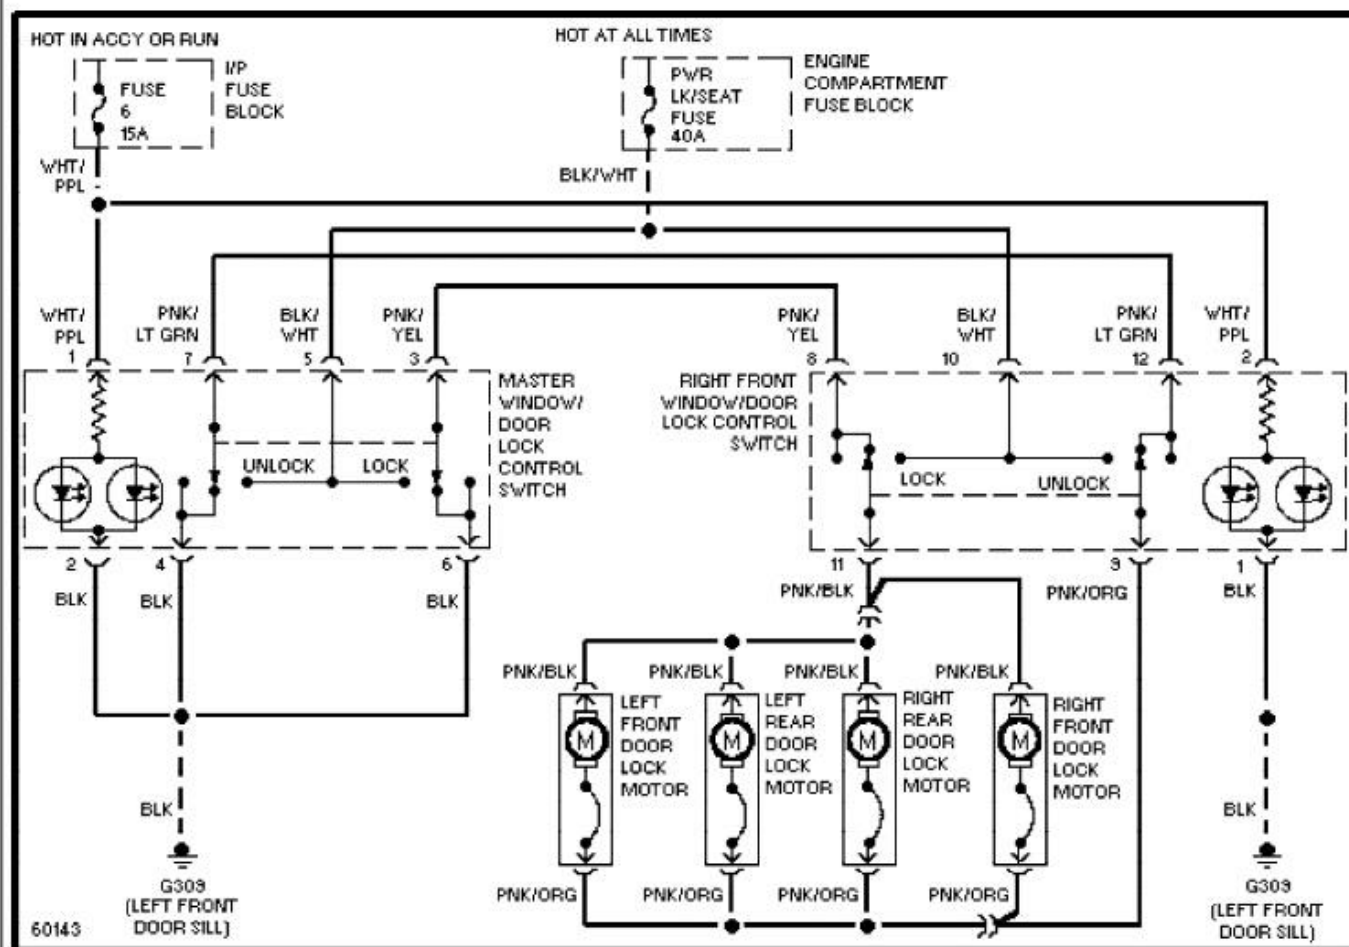 HOT IN ACCY OR RUN
I/P
FUSE
BLOCK
FUSE
6
15A
HOT AT ALL TIMES
PWR
LK/SEAT
FUSE
40A
ENGINE
COMPARTMENT
FUSE BLOCK
WHT/
PPL
BLK/WHT
WHT/
PPL
1
PNK/
LT GRN
7
BLK/
WHT
5
PNK/
YEL
3
PNK/
YEL
8
BLK/
WHT
10
PNK/
LT GRN
12
WHT/
PPL
2
MASTER
WINDOW/
DOOR
LOCK
CONTROL
SWITCH
RIGHT FRONT
WINDOW/DOOR
LOCK CONTROL
SWITCH
UNLOCK
LOCK
LOCK
UNLOCK
2
4
6
11
9
1
BLK
BLK
BLK
PNK/BLK
PNK/ORG
BLK
PNK/BLK
PNK/BLK
PNK/BLK
PNK/BLK
M
LEFT
FRONT
DOOR
LOCK
MOTOR
M
LEFT
REAR
DOOR
LOCK
MOTOR
M
RIGHT
REAR
DOOR
LOCK
MOTOR
M
RIGHT
FRONT
DOOR
LOCK
MOTOR
BLK
BLK
PNK/ORG
PNK/ORG
PNK/ORG
PNK/ORG
G309
(LEFT FRONT
DOOR SILL)
G309
(LEFT FRONT
DOOR SILL)
60143